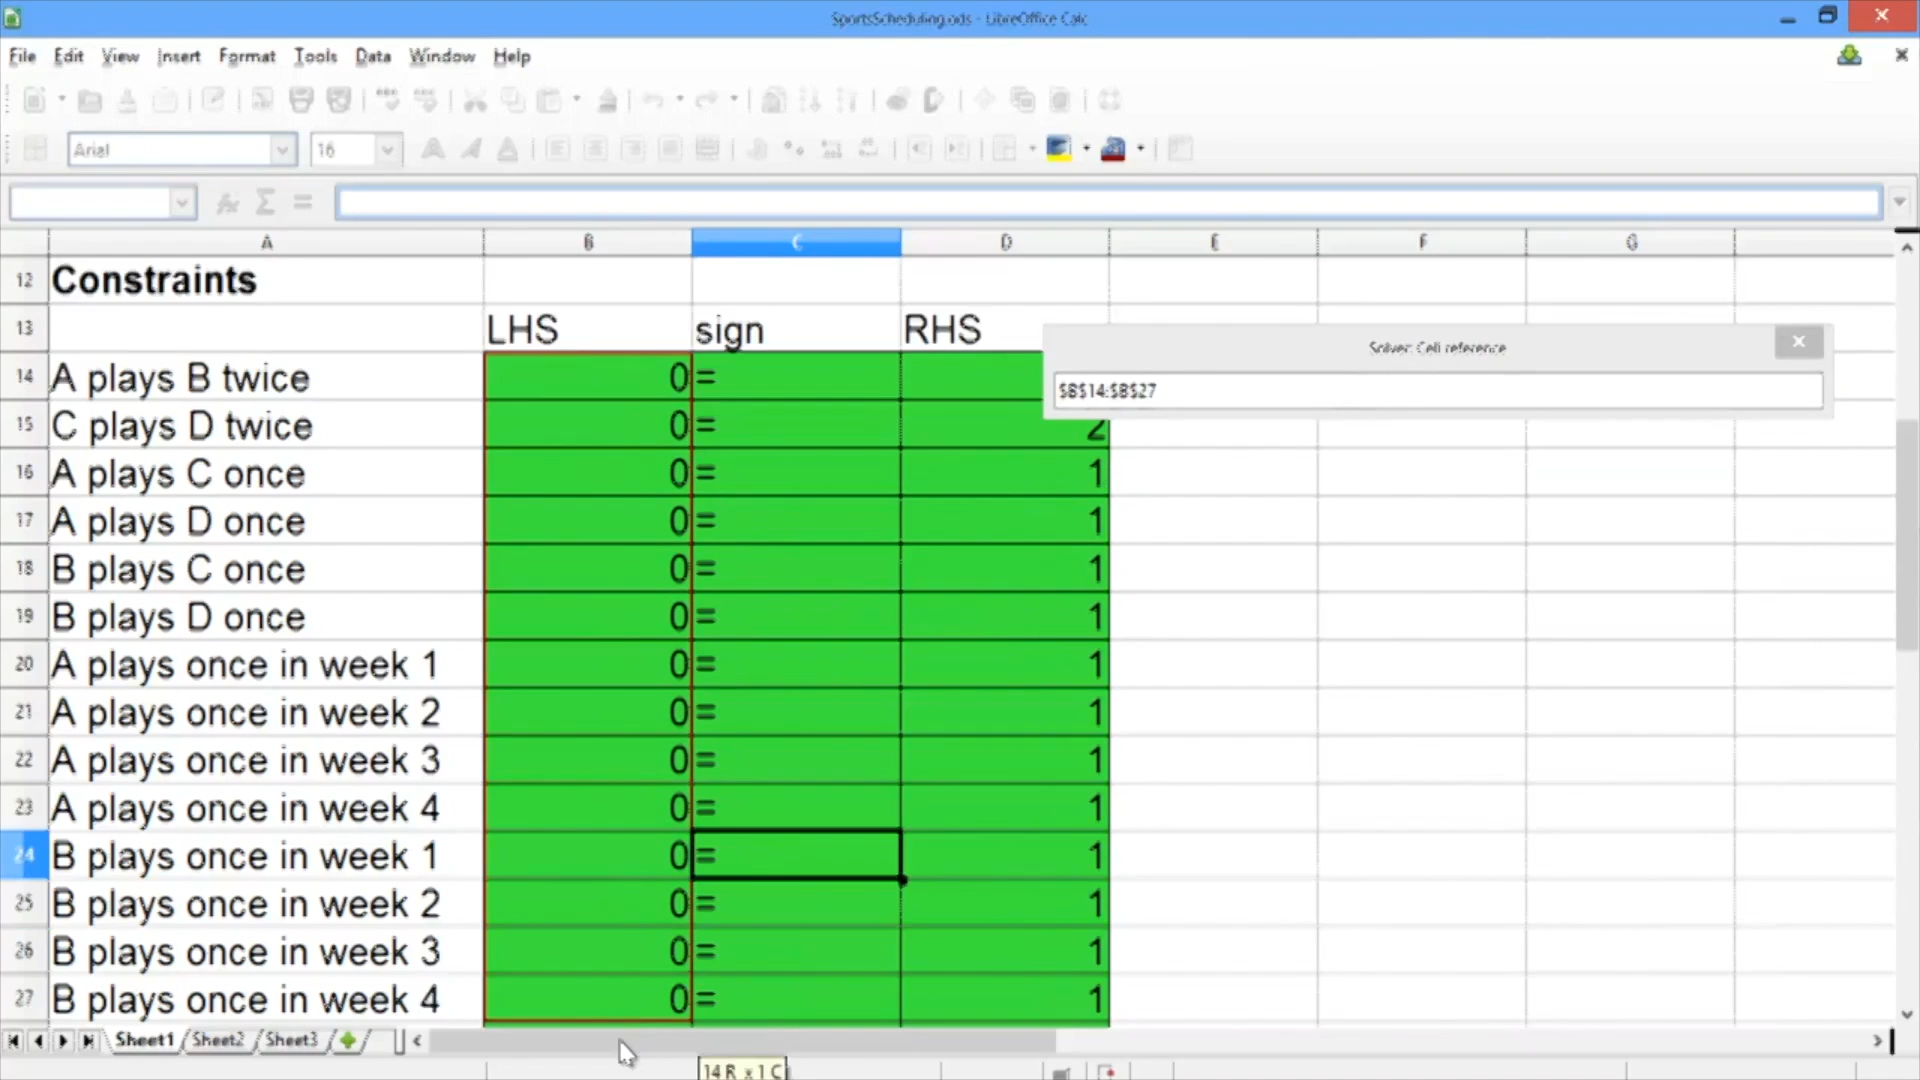 SportsScheduling.ods - LibreOffice Calc
File Edit View Insert Format Tools Data Window Help
Arial 16
A B C D E F G
12 Constraints
13 LHS sign RHS
Solver: Cell reference
14 A plays B twice 0 =
$B$14:$B$27
15 C plays D twice 0 = 2
16 A plays C once 0 = 1
17 A plays D once 0 = 1
18 B plays C once 0 = 1
19 B plays D once 0 = 1
20 A plays once in week 1 0 = 1
21 A plays once in week 2 0 = 1
22 A plays once in week 3 0 = 1
23 A plays once in week 4 0 = 1
24 B plays once in week 1 0 = 1
25 B plays once in week 2 0 = 1
26 B plays once in week 3 0 = 1
27 B plays once in week 4 0 = 1
Sheet1 Sheet2 Sheet3
14 R x 1 C